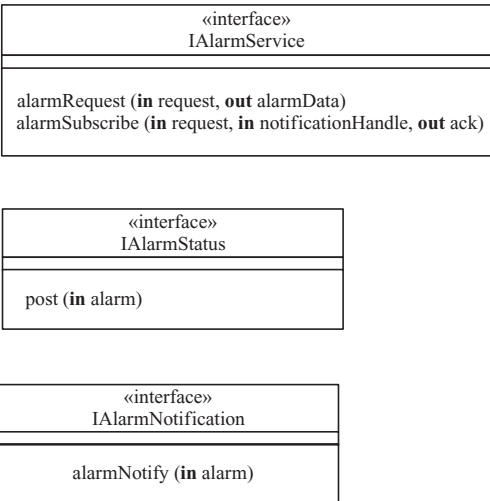 «interface»
IAlarmService
alarmRequest (in request, out alarmData)
alarmSubscribe (in request, in notificationHandle, out ack)
«interface»
IAlarmStatus
post (in alarm)
«interface»
IAlarmNotification
alarmNotify (in alarm)